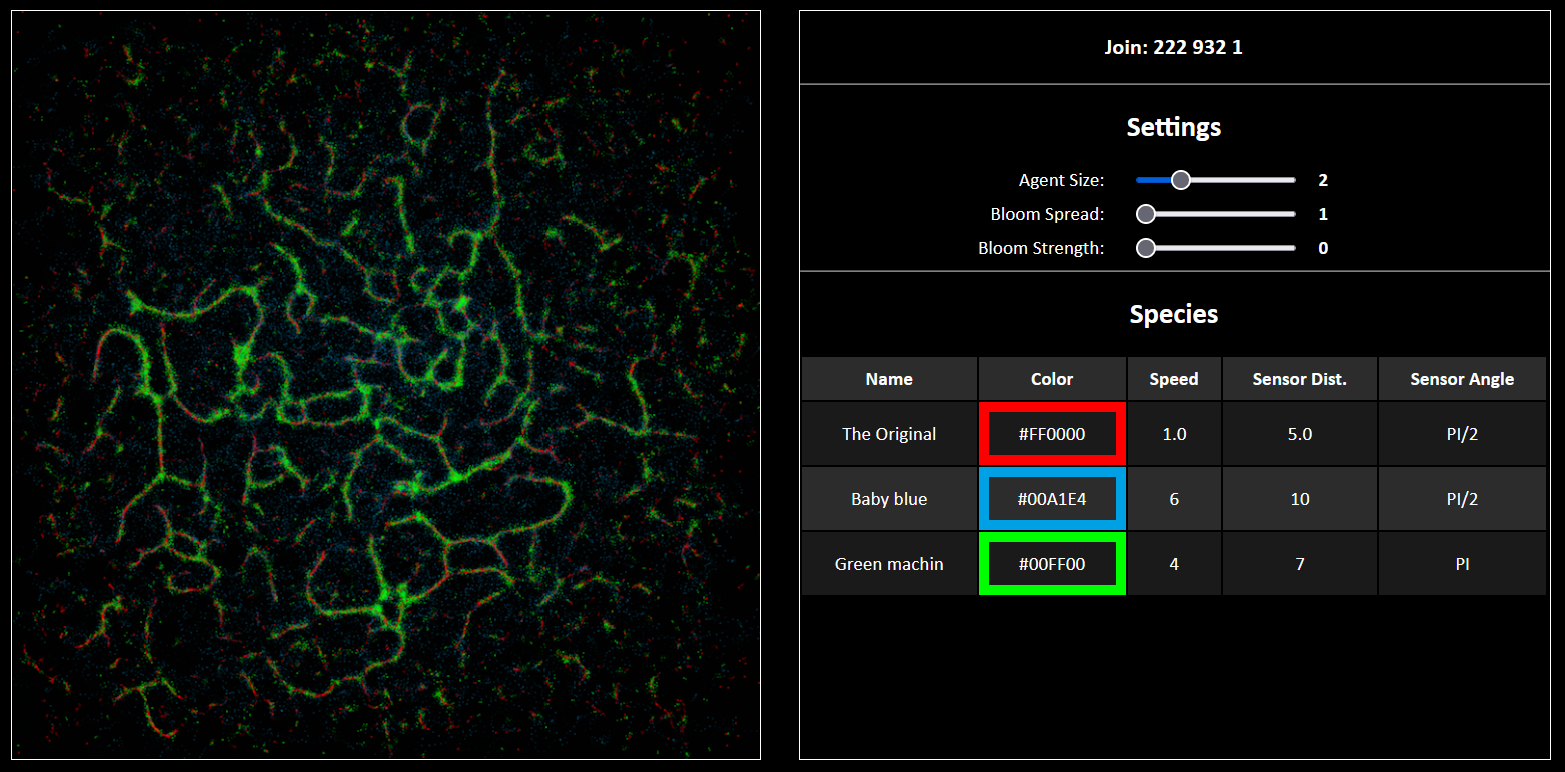 Join: 222 932 1
Settings
Agent Size: 2
Bloom Spread: 1
Bloom Strength: 0
Species
Name Color Speed Sensor Dist. Sensor Angle
The Original #FF0000 1.0 5.0 PI/2
Baby blue #00A1E4 6 10 PI/2
Green machin #00FF00 4 7 PI